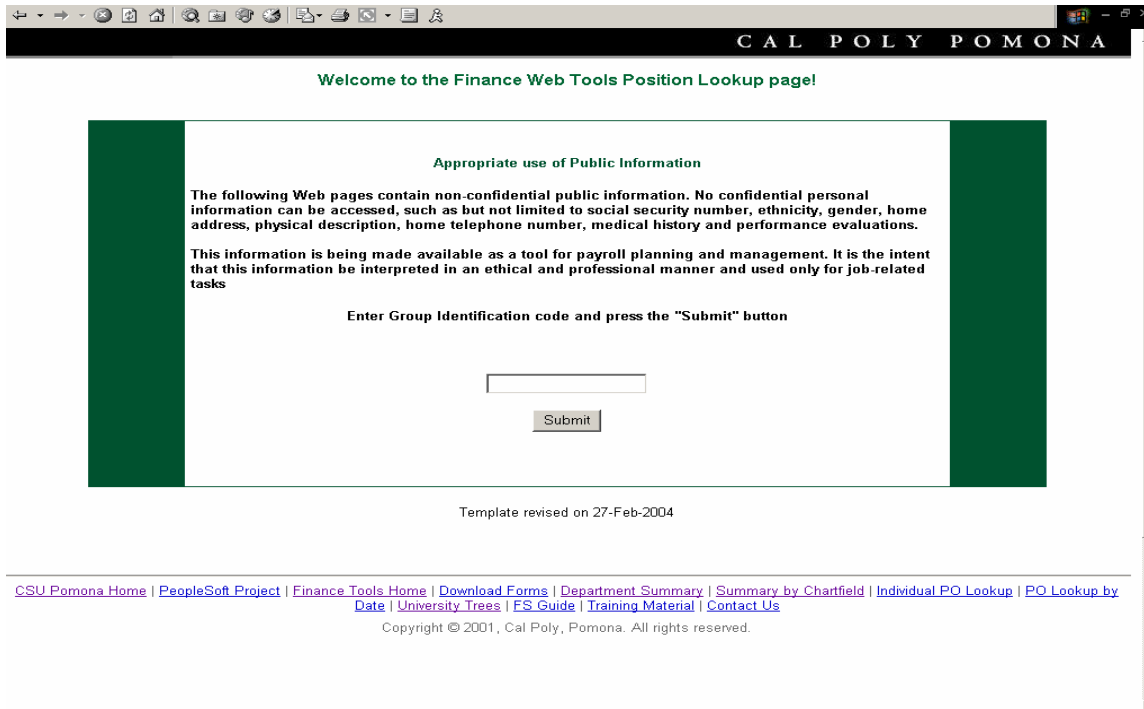 CAL POLY POMONA
Welcome to the Finance Web Tools Position Lookup page!
Appropriate use of Public Information
The following Web pages contain non-confidential public information. No confidential personal
information can be accessed, such as but not limited to social security number, ethnicity, gender, home
address, physical description, home telephone number, medical history and performance evaluations.
This information is being made available as a tool for payroll planning and management. It is the intent
that this information be interpreted in an ethical and professional manner and used only for job-related
tasks
Enter Group Identification code and press the "Submit" button
Submit
Template revised on 27-Feb-2004
CSU Pomona Home | PeopleSoft Project | Finance Tools Home | Download Forms | Department Summary | Summary by Chartfield | Individual PO Lookup | PO Lookup by
Date | University Trees | FS Guide | Training Material | Contact Us
Copyright © 2001, Cal Poly, Pomona. All rights reserved.